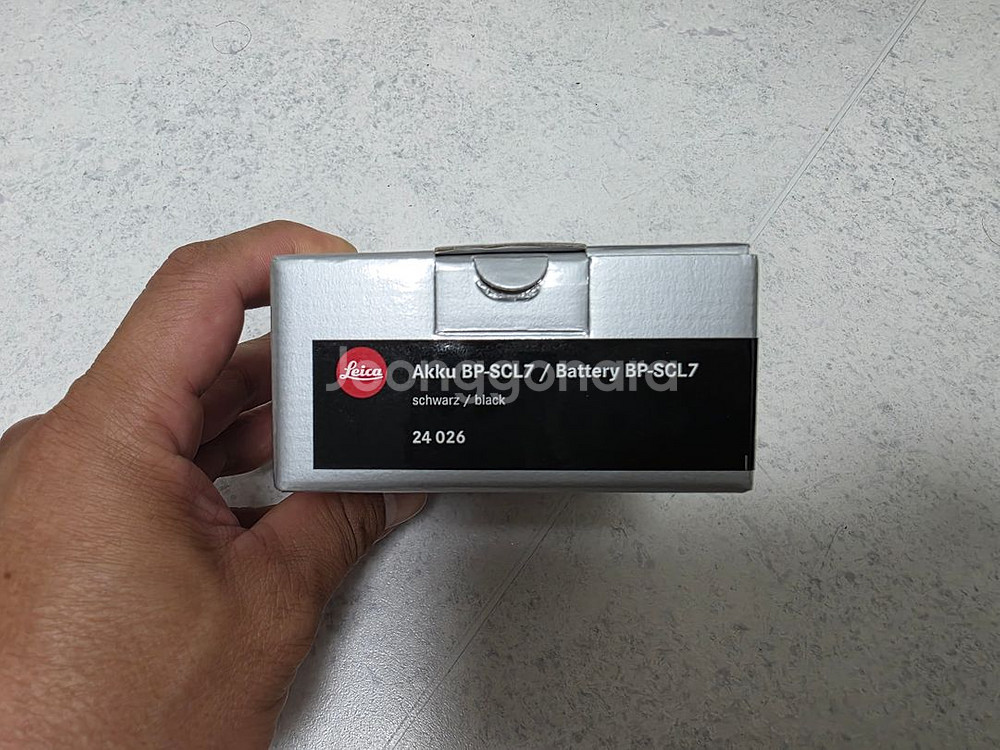 Leica
Akku BP-SCL7 / Battery BP-SCL7
schwarz / black
24 026
Joonggonara